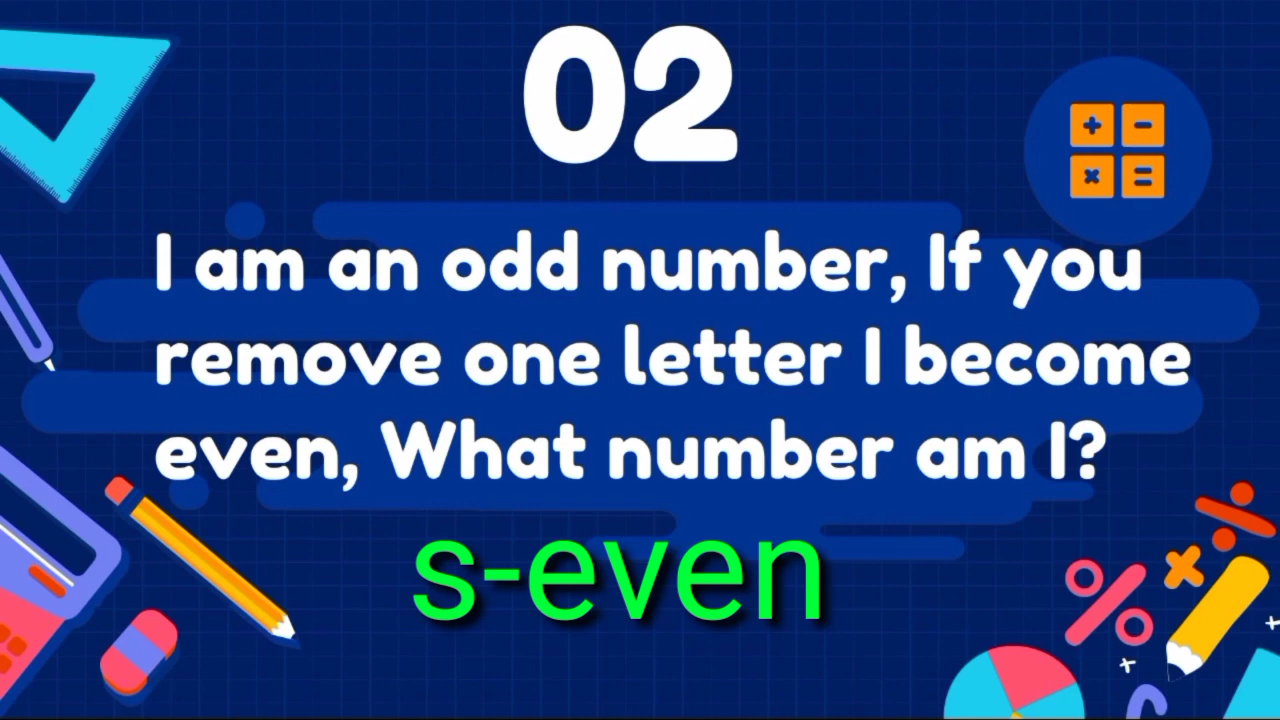 02
I am an odd number, If you
remove one letter I become
even, What number am I?
s-even